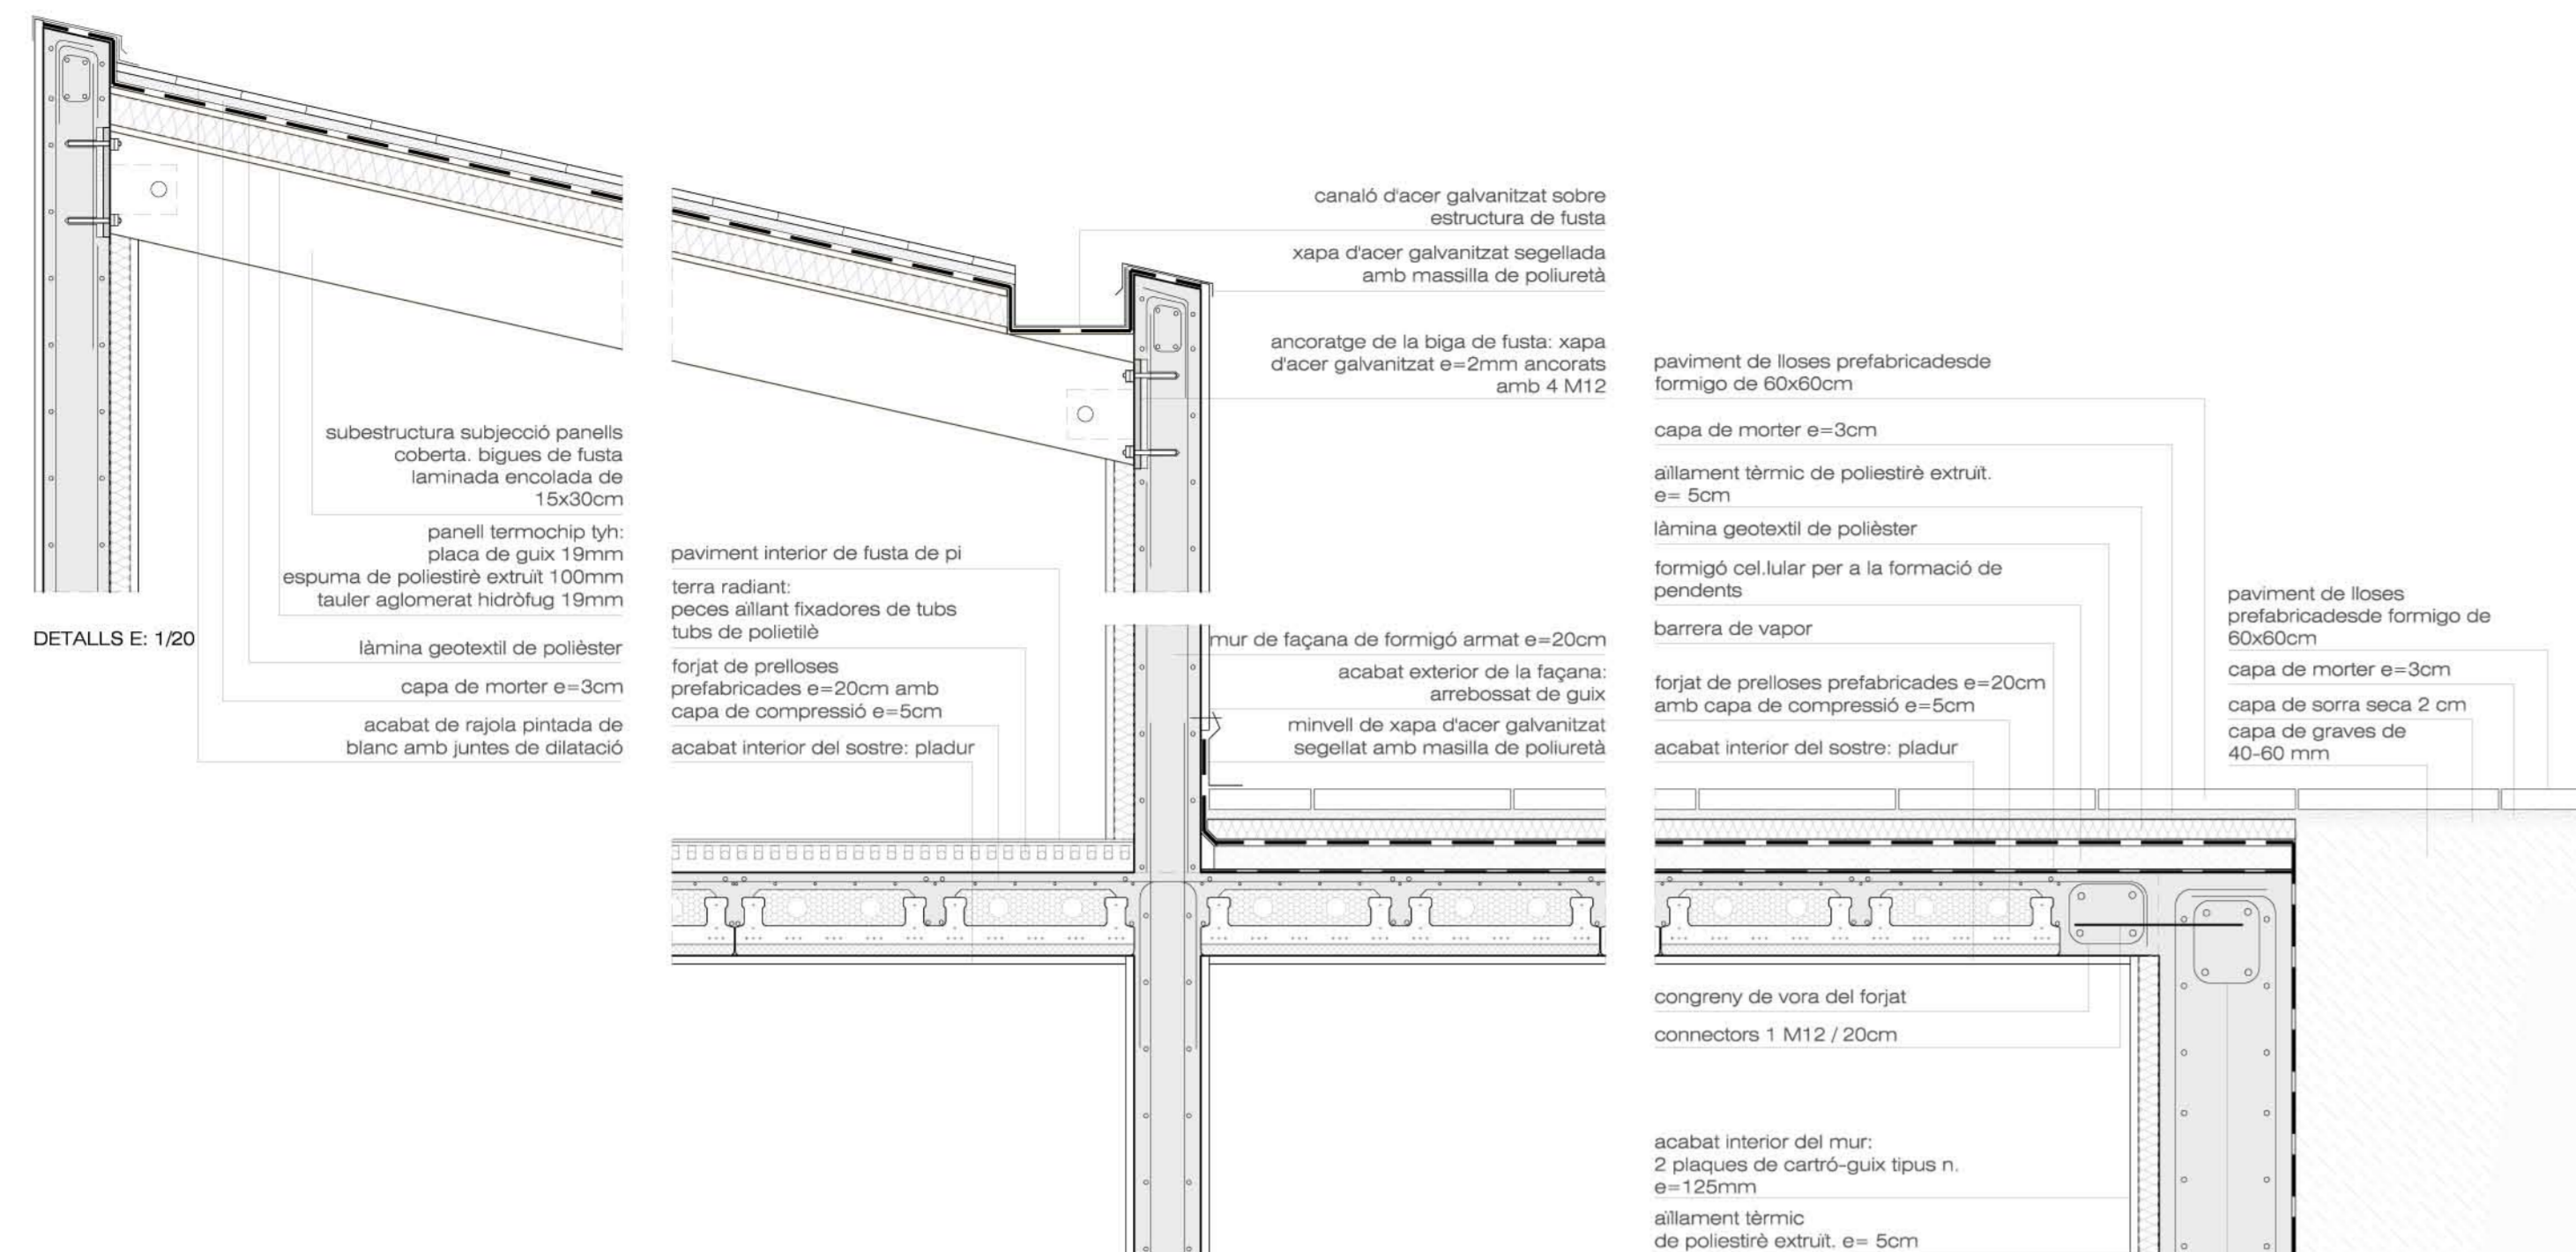 canaló d'acer galvanitzat sobre
estructura de fusta
xapa d'acer galvanitzat segellada
amb massilla de poliuretà
ancoratge de la biga de fusta: xapa
d'acer galvanitzat e=2mm ancorats
amb 4 M12
subestructura subjecció panells
coberta. bigues de fusta
laminada encolada de
15x30cm
panell termochip tyh:
placa de guix 19mm
espuma de poliestirè extruït 100mm
tauler aglomerat hidròfug 19mm
làmina geotextil de polièster
capa de morter e=3cm
acabat de rajola pintada de
blanc amb juntes de dilatació
DETALLS E: 1/20
paviment interior de fusta de pi
terra radiant:
peces aïllant fixadores de tubs
tubs de polietilè
forjat de prelloses
prefabricades e=20cm amb
capa de compressió e=5cm
acabat interior del sostre: pladur
mur de façana de formigó armat e=20cm
acabat exterior de la façana:
arrebossat de guix
minvell de xapa d'acer galvanitzat
segellat amb masilla de poliuretà
paviment de lloses prefabricadesde
formigo de 60x60cm
capa de morter e=3cm
aïllament tèrmic de poliestirè extruït.
e= 5cm
làmina geotextil de polièster
formigó cel.lular per a la formació de
pendents
barrera de vapor
forjat de prelloses prefabricades e=20cm
amb capa de compressió e=5cm
acabat interior del sostre: pladur
paviment de lloses
prefabricadesde formigo de
60x60cm
capa de morter e=3cm
capa de sorra seca 2 cm
capa de graves de
40-60 mm
congreny de vora del forjat
connectors 1 M12 / 20cm
acabat interior del mur:
2 plaques de cartró-guix tipus n.
e=125mm
aïllament tèrmic
de poliestirè extruït. e= 5cm